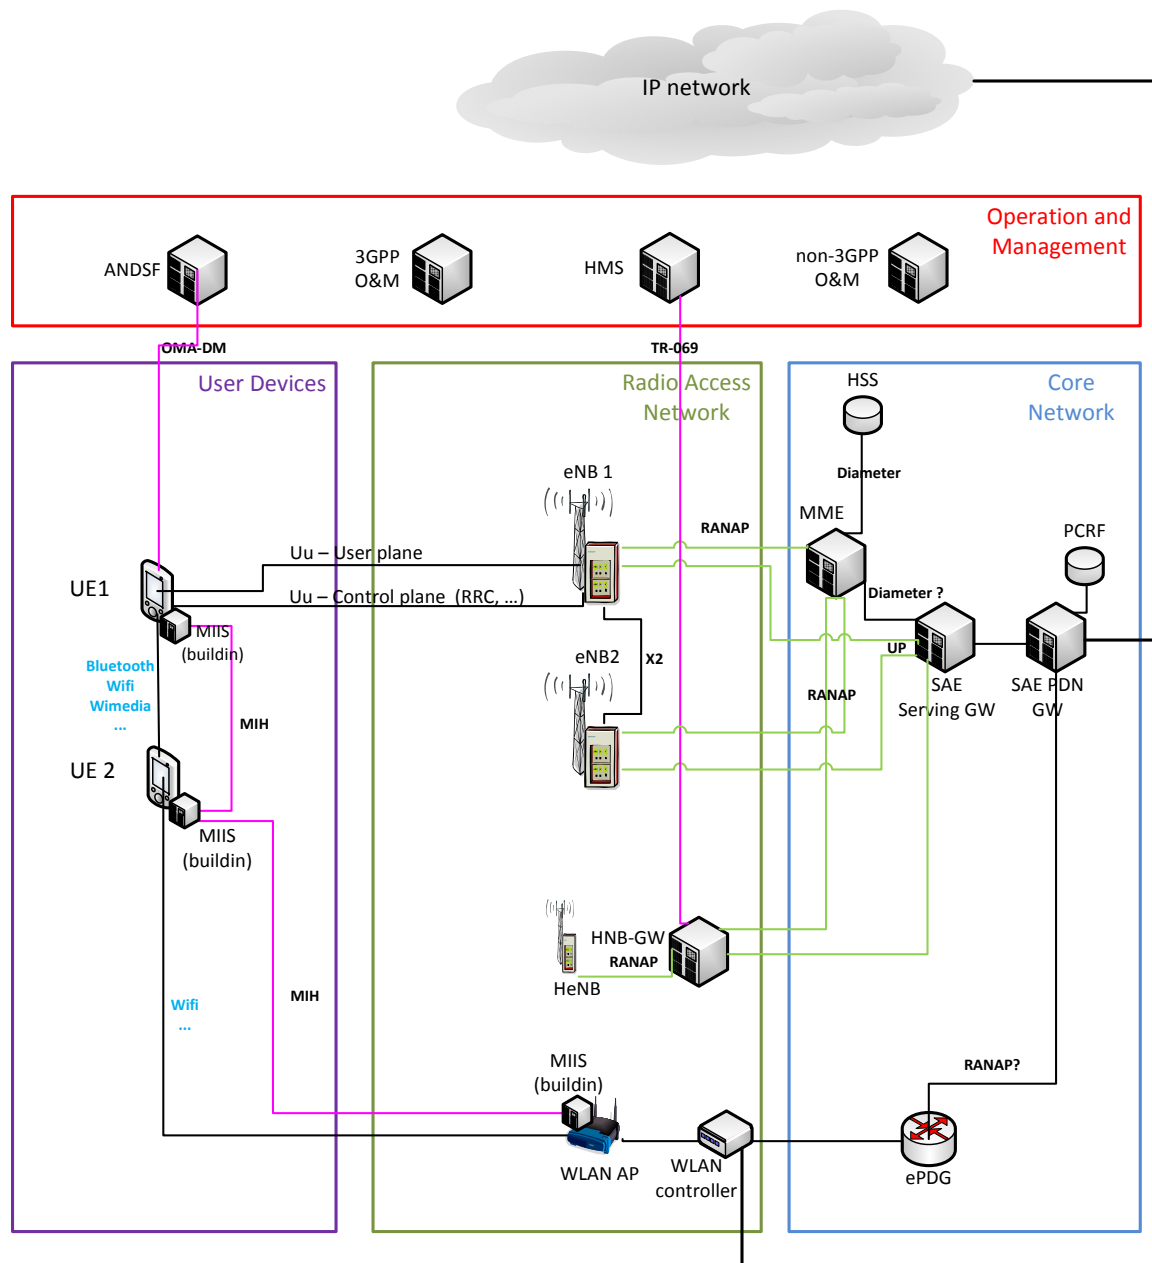 IP network
Operation and
Management
ANDSF
3GPP
O&M
HMS
non-3GPP
O&M
OMA-DM
TR-069
User Devices
Radio Access
Network
Core
Network
HSS
Diameter
eNB 1
RANAP
MME
PCRF
Uu – User plane
UE1
Uu – Control plane (RRC, ...)
Diameter ?
MIIS
(buildin)
eNB2
X2
UP
Bluetooth
Wifi
Wimedia
...
MIH
RANAP
SAE
Serving GW
SAE PDN
GW
UE 2
MIIS
(buildin)
HNB-GW
RANAP
HeNB
Wifi
...
MIH
MIIS
(buildin)
RANAP?
WLAN AP
WLAN
controller
ePDG